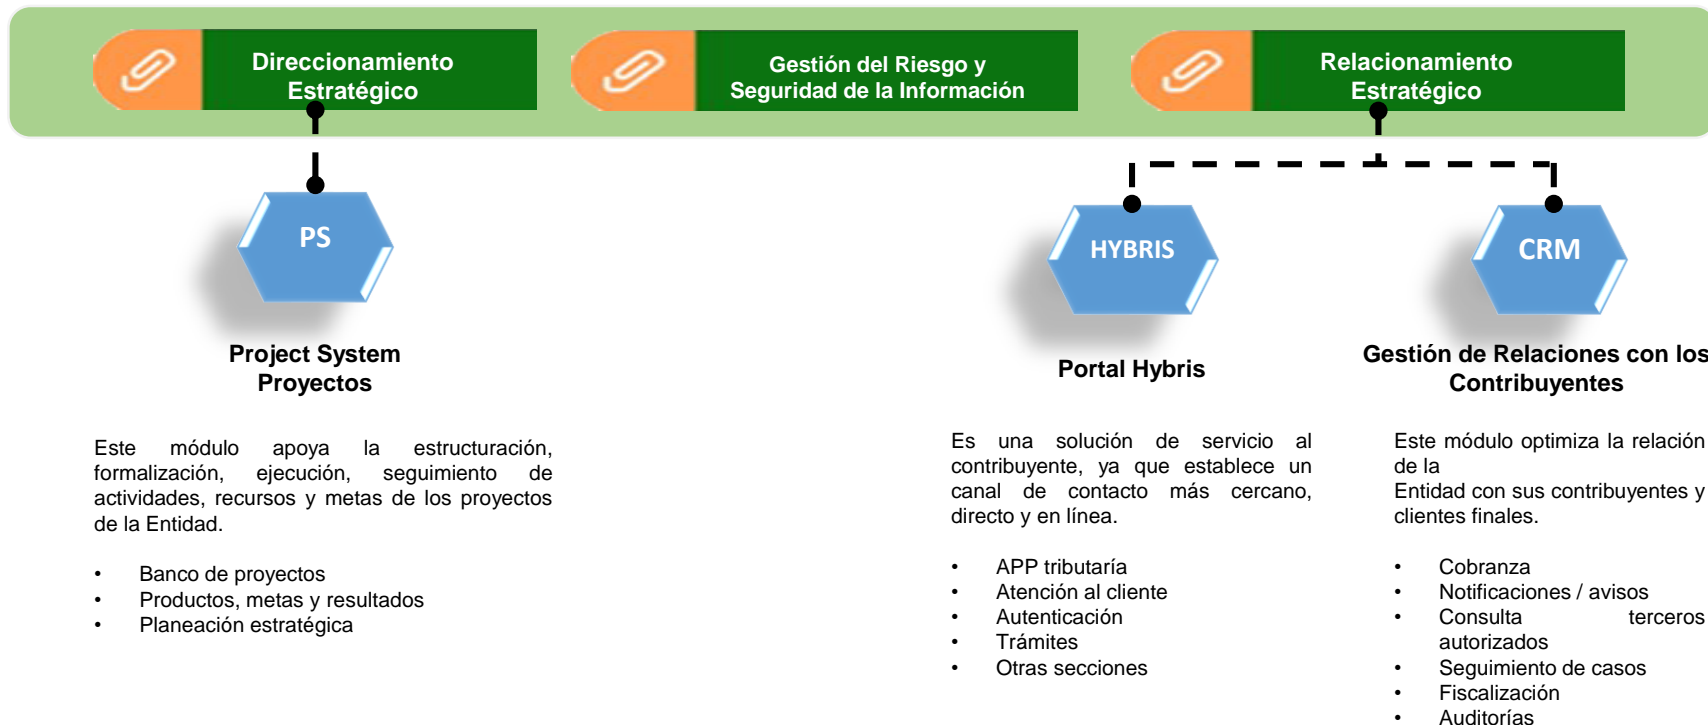 Direccionamiento
Estratégico
Gestión del Riesgo y
Seguridad de la Información
Relacionamiento
Estratégico
PS
Project System
Proyectos
Este módulo apoya la estructuración,
formalización, ejecución, seguimiento de
actividades, recursos y metas de los proyectos
de la Entidad.
• Banco de proyectos
• Productos, metas y resultados
• Planeación estratégica
HYBRIS
Portal Hybris
Es una solución de servicio al
contribuyente, ya que establece un
canal de contacto más cercano,
directo y en línea.
• APP tributaría
• Atención al cliente
• Autenticación
• Trámites
• Otras secciones
CRM
Gestión de Relaciones con los
Contribuyentes
Este módulo optimiza la relación
de la
Entidad con sus contribuyentes y
clientes finales.
• Cobranza
• Notificaciones / avisos
• Consulta terceros
autorizados
• Seguimiento de casos
• Fiscalización
• Auditorías